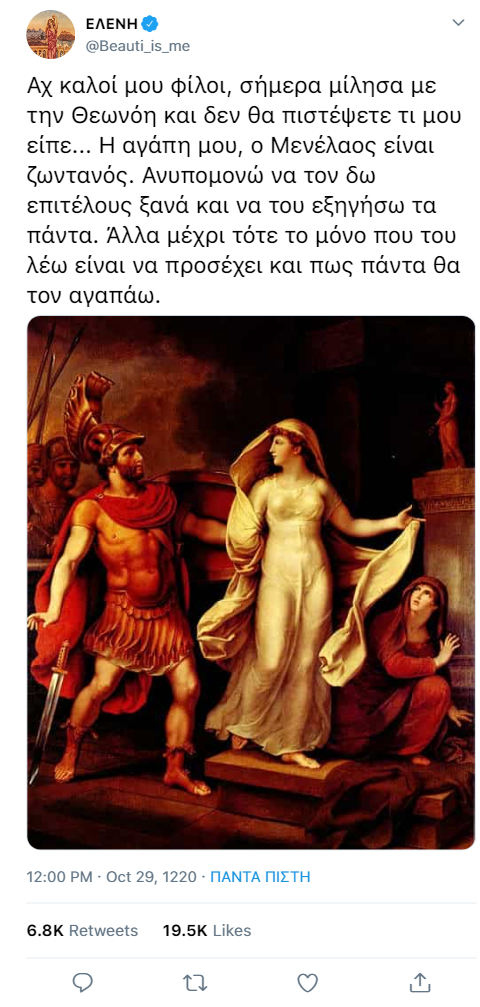 ΕΛΕΝΗ
@Beauti_is_me
Αχ καλοί μου φίλοι, σήμερα μίλησα με
την Θεωνόη και δεν θα πιστέψετε τι μου
είπε... Η αγάπη μου, ο Μενέλαος είναι
ζωντανός. Ανυπομονώ να τον δω
επιτέλους ξανά και να του εξηγήσω τα
πάντα. Άλλα μέχρι τότε το μόνο που του
λέω είναι να προσέχει και πως πάντα θα
τον αγαπάω.
12:00 PM · Oct 29, 1220 · ΠΑΝΤΑ ΠΙΣΤΗ
6.8K Retweets 19.5K Likes